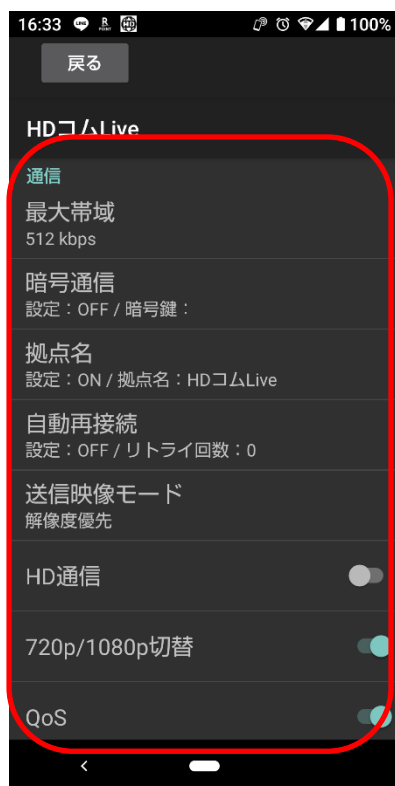 16:33 LINE R POINT HD 100%
戻る
HDコムLive
通信
最大帯域
512 kbps
暗号通信
設定：OFF / 暗号鍵：
拠点名
設定：ON / 拠点名：HDコムLive
自動再接続
設定：OFF / リトライ回数：0
送信映像モード
解像度優先
HD通信
720p/1080p切替
QoS